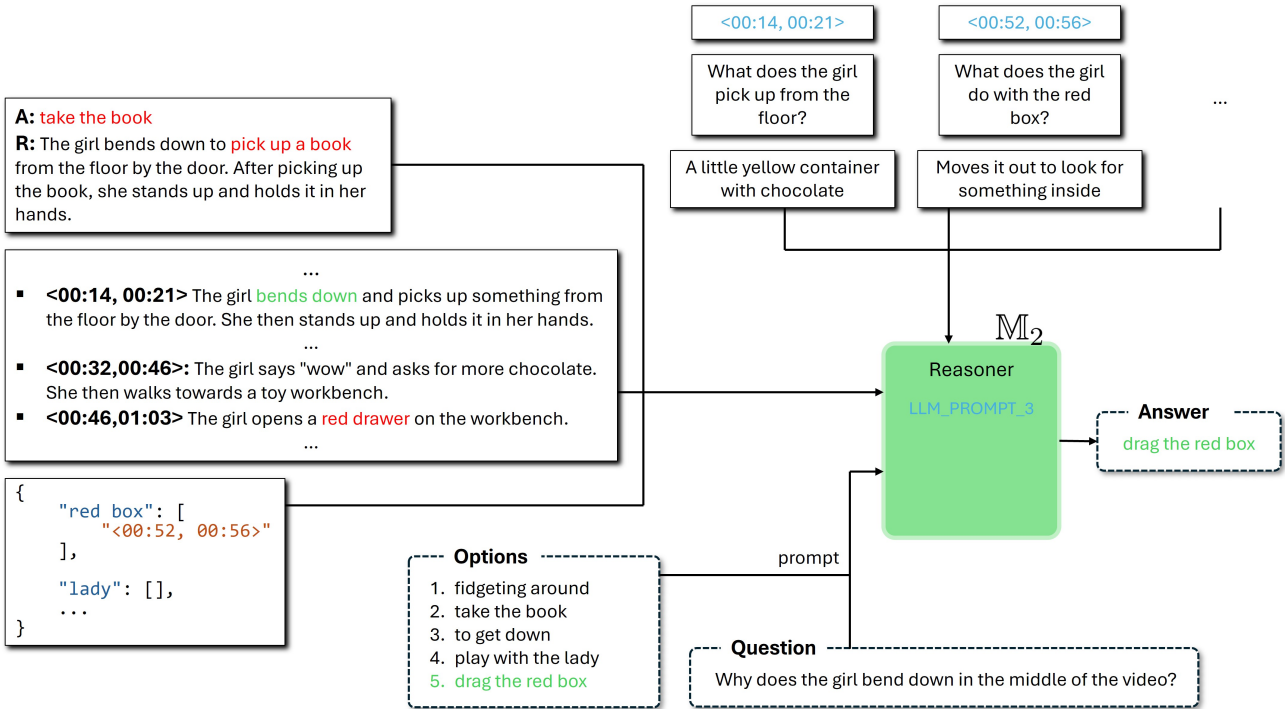 <00:14, 00:21>
What does the girl
pick up from the
floor?
A little yellow container
with chocolate
<00:52, 00:56>
What does the girl
do with the red
box?
Moves it out to look for
something inside
...
A: take the book
R: The girl bends down to pick up a book
from the floor by the door. After picking up
the book, she stands up and holds it in her
hands.
...
▪ <00:14, 00:21> The girl bends down and picks up something from
the floor by the door. She then stands up and holds it in her hands.
...
▪ <00:32,00:46>: The girl says "wow" and asks for more chocolate.
She then walks towards a toy workbench.
▪ <00:46,01:03> The girl opens a red drawer on the workbench.
...
{
"red box": [
"<00:52, 00:56>"
],
"lady": [],
...
}
Options
1. fidgeting around
2. take the book
3. to get down
4. play with the lady
5. drag the red box
prompt
Question
Why does the girl bend down in the middle of the video?
𝕄2
Reasoner
LLM_PROMPT_3
Answer
drag the red box